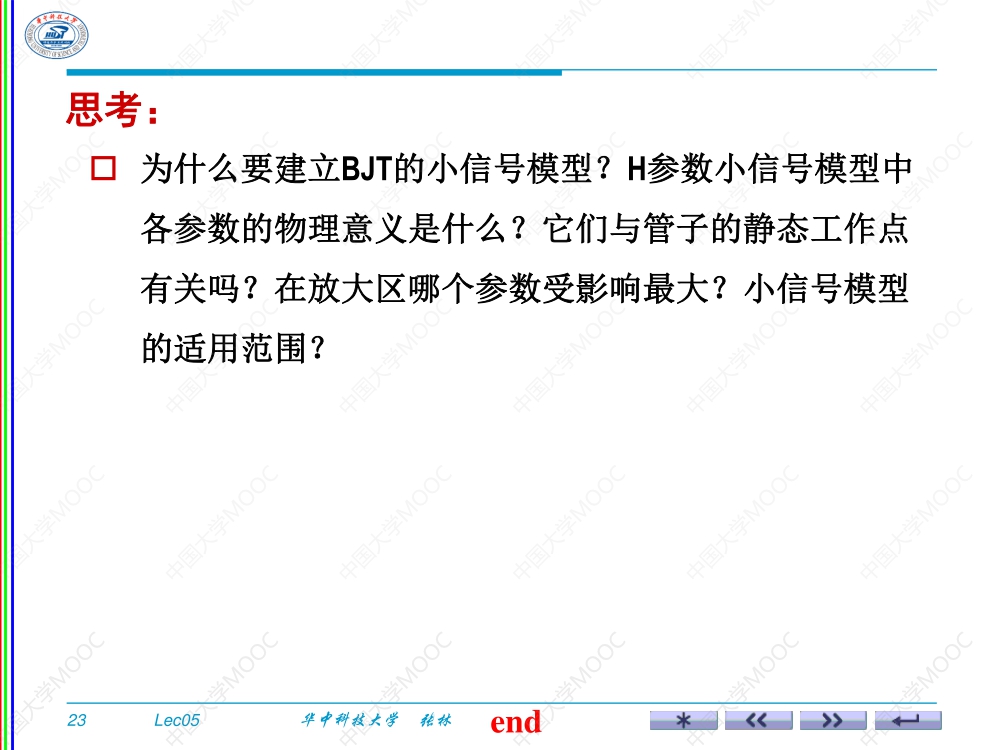 思考：
为什么要建立BJT的小信号模型？H参数小信号模型中
各参数的物理意义是什么？它们与管子的静态工作点
有关吗？在放大区哪个参数受影响最大？小信号模型
的适用范围？
23 Lec05 华中科技大学 张林 end
中国大学MOOC